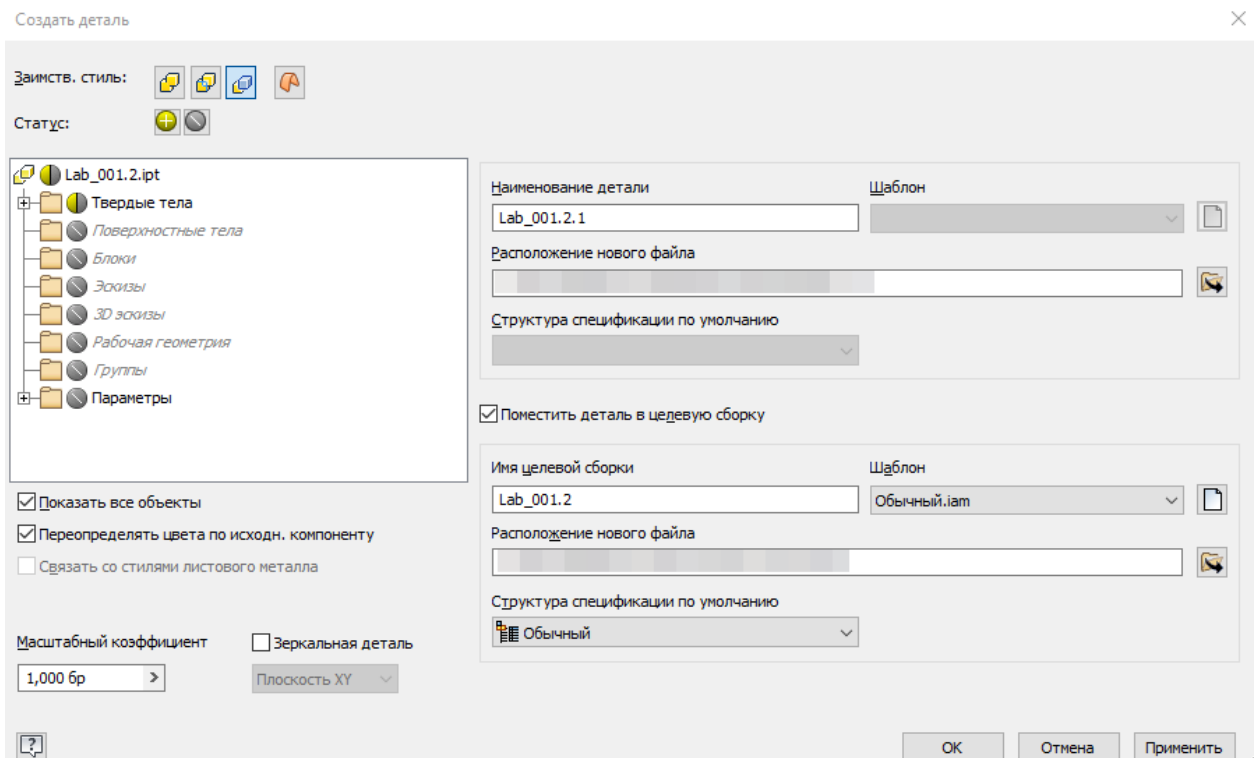 Создать деталь
Заимств. стиль:
Статус:
Lab_001.2.ipt
Твердые тела
Поверхностные тела
Блоки
Эскизы
3D эскизы
Рабочая геометрия
Группы
Параметры
Показать все объекты
Переопределять цвета по исходн. компоненту
Связать со стилями листового металла
Масштабный коэффициент
Зеркальная деталь
1,000 бр
Плоскость XY
Наименование детали
Шаблон
Lab_001.2.1
Расположение нового файла
Структура спецификации по умолчанию
Поместить деталь в целевую сборку
Имя целевой сборки
Шаблон
Lab_001.2
Обычный.iam
Расположение нового файла
Структура спецификации по умолчанию
Обычный
ОК
Отмена
Применить